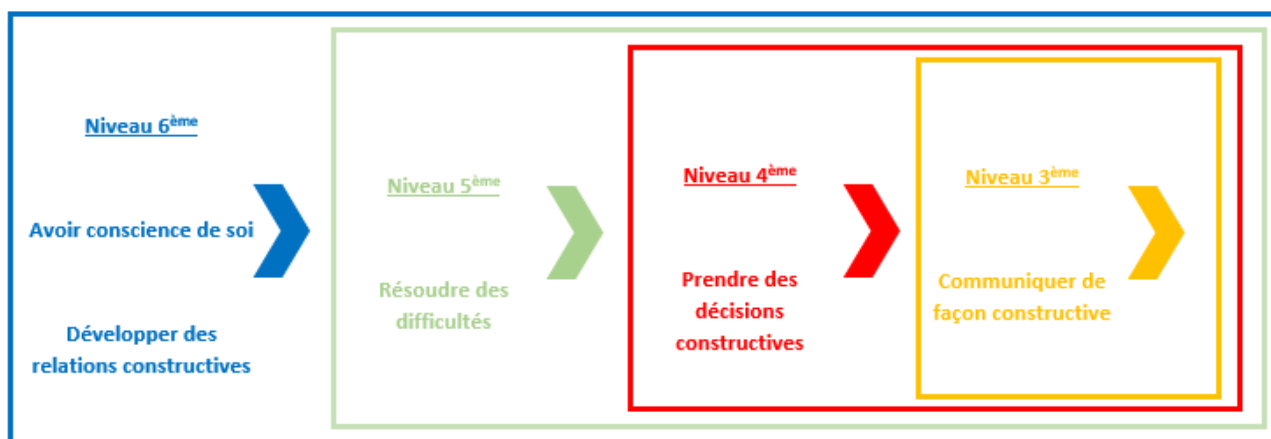 Niveau 6ème
Avoir conscience de soi
Développer des
relations constructives
Niveau 5ème
Résoudre des
difficultés
Niveau 4ème
Prendre des
décisions
constructives
Niveau 3ème
Communiquer de
façon constructive